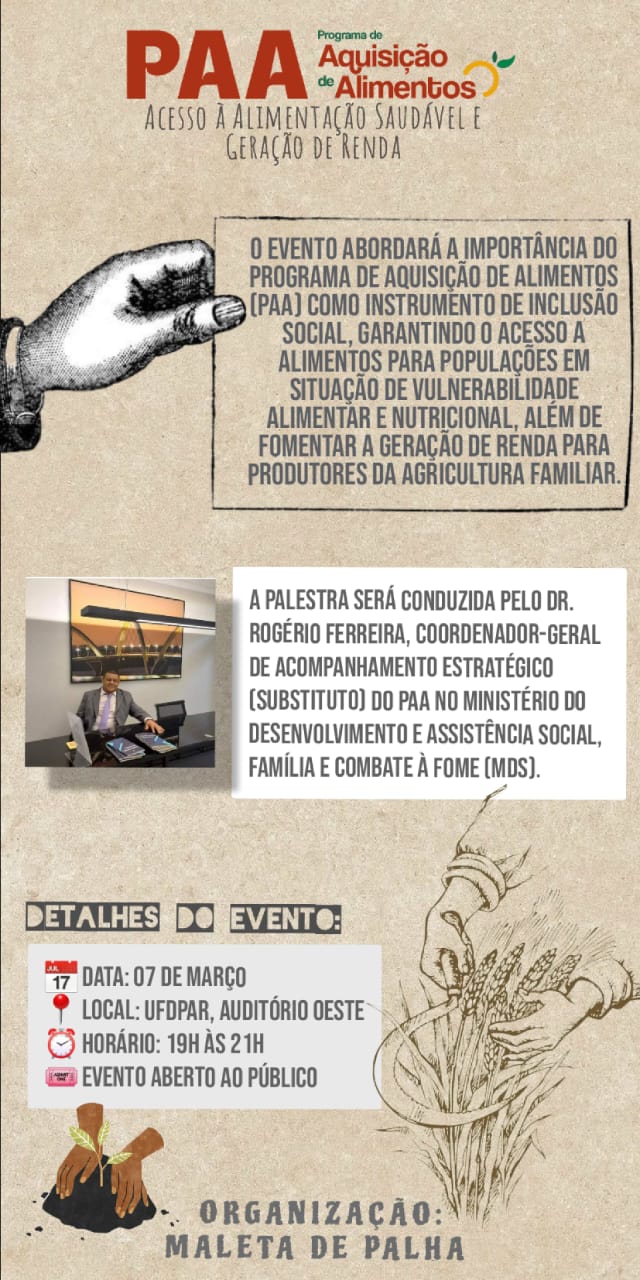 PAA
Programa de
Aquisição
de Alimentos
ACESSO À ALIMENTAÇÃO SAUDÁVEL E
GERAÇÃO DE RENDA
O EVENTO ABORDARÁ A IMPORTÂNCIA DO
PROGRAMA DE AQUISIÇÃO DE ALIMENTOS
(PAA) COMO INSTRUMENTO DE INCLUSÃO
SOCIAL, GARANTINDO O ACESSO A
ALIMENTOS PARA POPULAÇÕES EM
SITUAÇÃO DE VULNERABILIDADE
ALIMENTAR E NUTRICIONAL, ALÉM DE
FOMENTAR A GERAÇÃO DE RENDA PARA
PRODUTORES DA AGRICULTURA FAMILIAR.
A PALESTRA SERÁ CONDUZIDA PELO DR.
ROGÉRIO FERREIRA, COORDENADOR-GERAL
DE ACOMPANHAMENTO ESTRATÉGICO
(SUBSTITUTO) DO PAA NO MINISTÉRIO DO
DESENVOLVIMENTO E ASSISTÊNCIA SOCIAL,
FAMÍLIA E COMBATE À FOME (MDS).
DETALHES DO EVENTO:
JUL
17
DATA: 07 DE MARÇO
LOCAL: UFDPAR, AUDITÓRIO OESTE
HORÁRIO: 19H ÀS 21H
ADMIT
ONE
EVENTO ABERTO AO PÚBLICO
ORGANIZAÇÃO:
MALETA DE PALHA